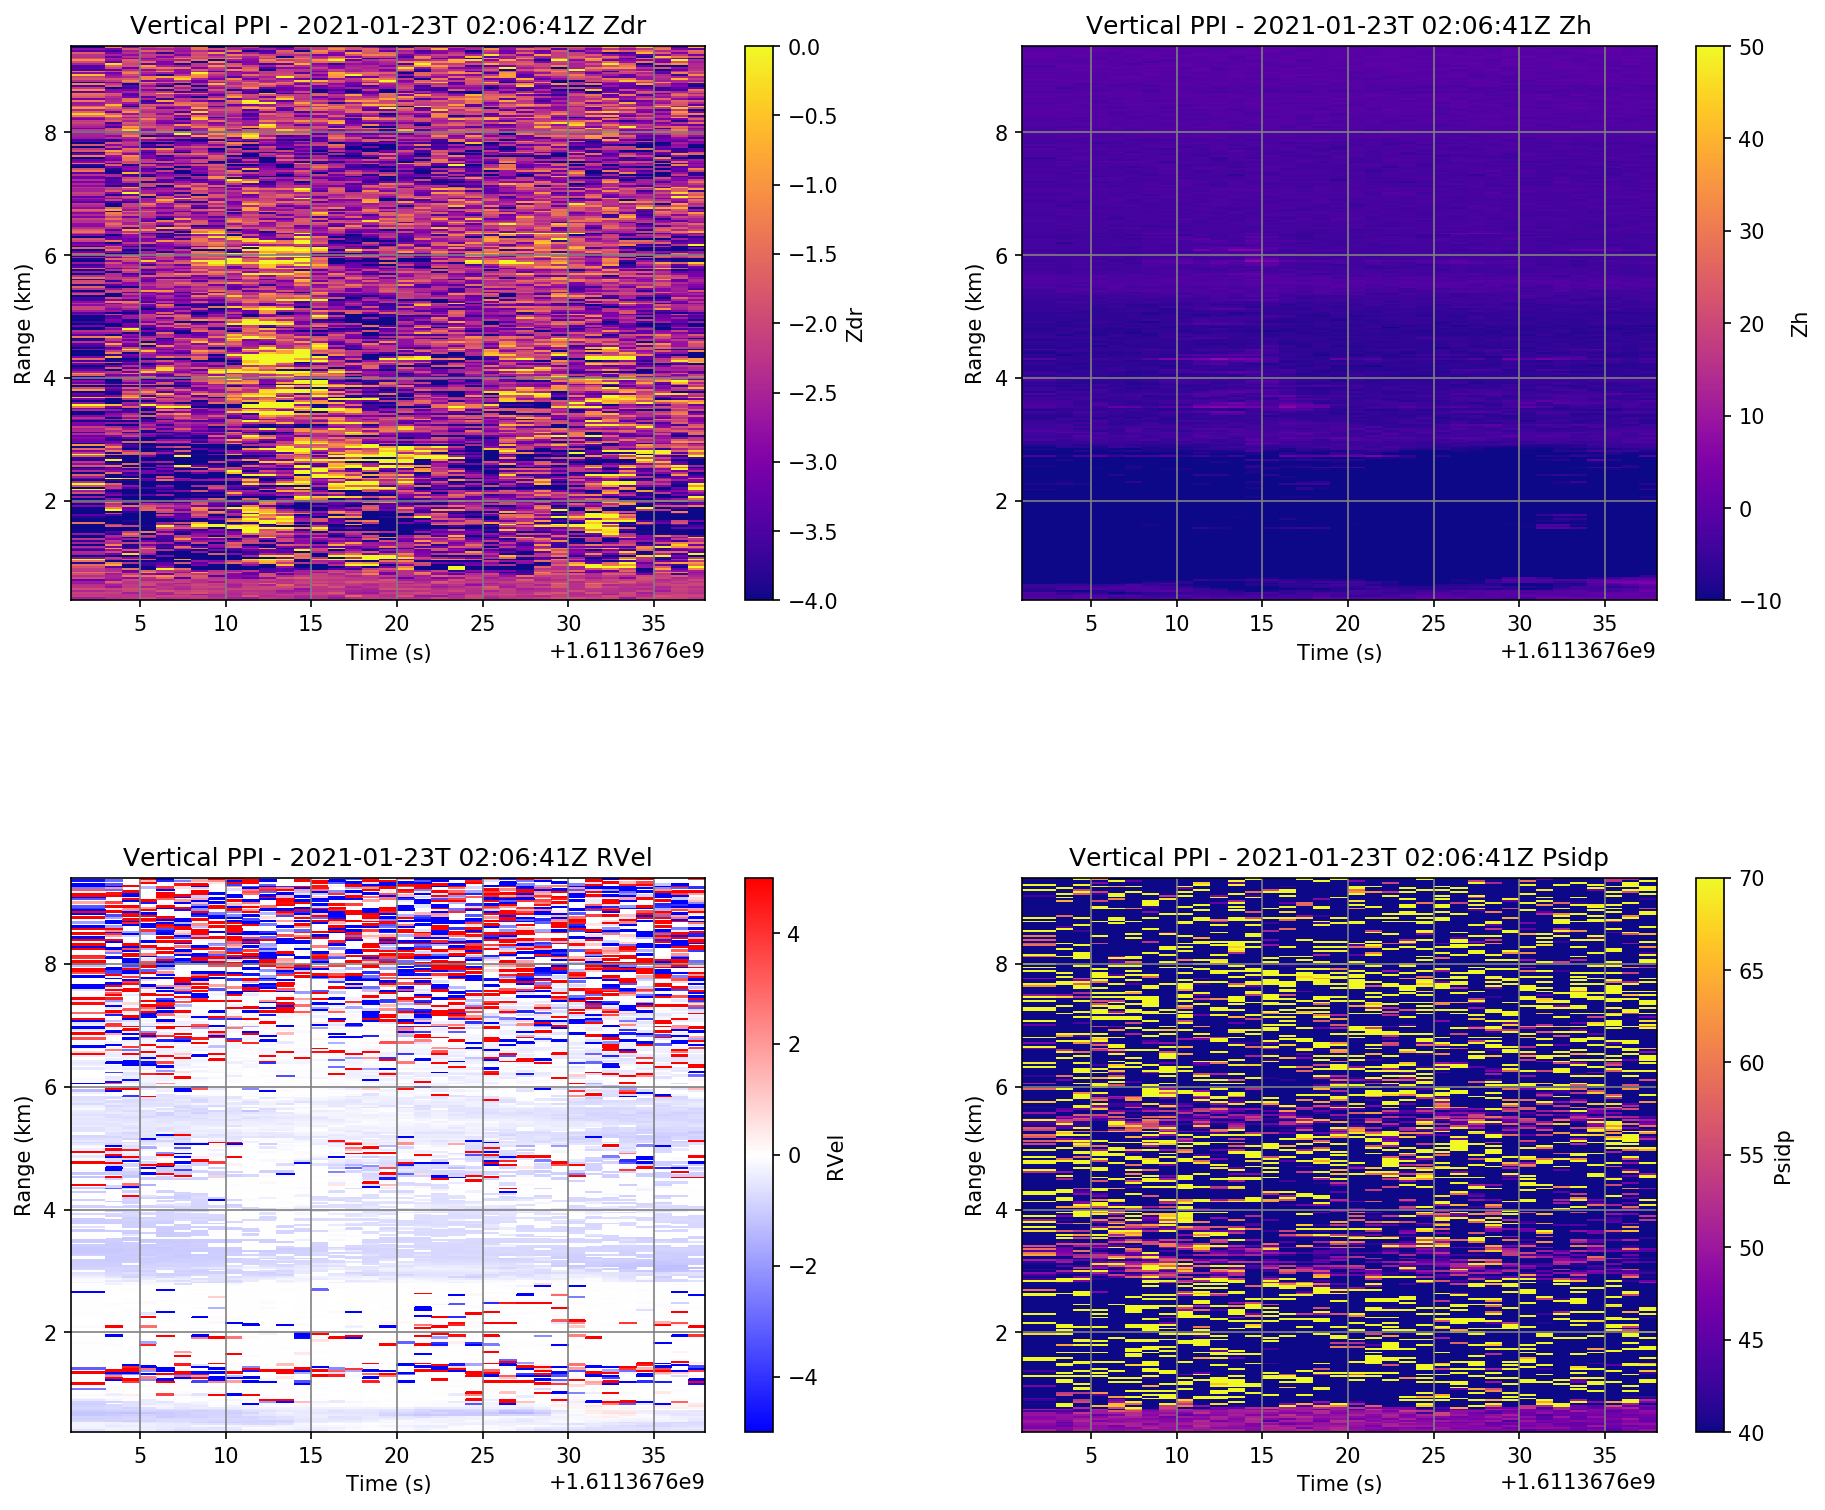 Vertical PPI - 2021-01-23T 02:06:41Z Zdr
Range (km)
8
6
4
2
5 10 15 20 25 30 35
Time (s)
+1.6113676e9
0.0
−0.5
−1.0
−1.5
−2.0
−2.5
−3.0
−3.5
−4.0
Zdr
Vertical PPI - 2021-01-23T 02:06:41Z Zh
Range (km)
8
6
4
2
5 10 15 20 25 30 35
Time (s)
+1.6113676e9
50
40
30
20
10
0
−10
Zh
Vertical PPI - 2021-01-23T 02:06:41Z RVel
Range (km)
8
6
4
2
5 10 15 20 25 30 35
Time (s)
+1.6113676e9
4
2
0
−2
−4
RVel
Vertical PPI - 2021-01-23T 02:06:41Z Psidp
Range (km)
8
6
4
2
5 10 15 20 25 30 35
Time (s)
+1.6113676e9
70
65
60
55
50
45
40
Psidp